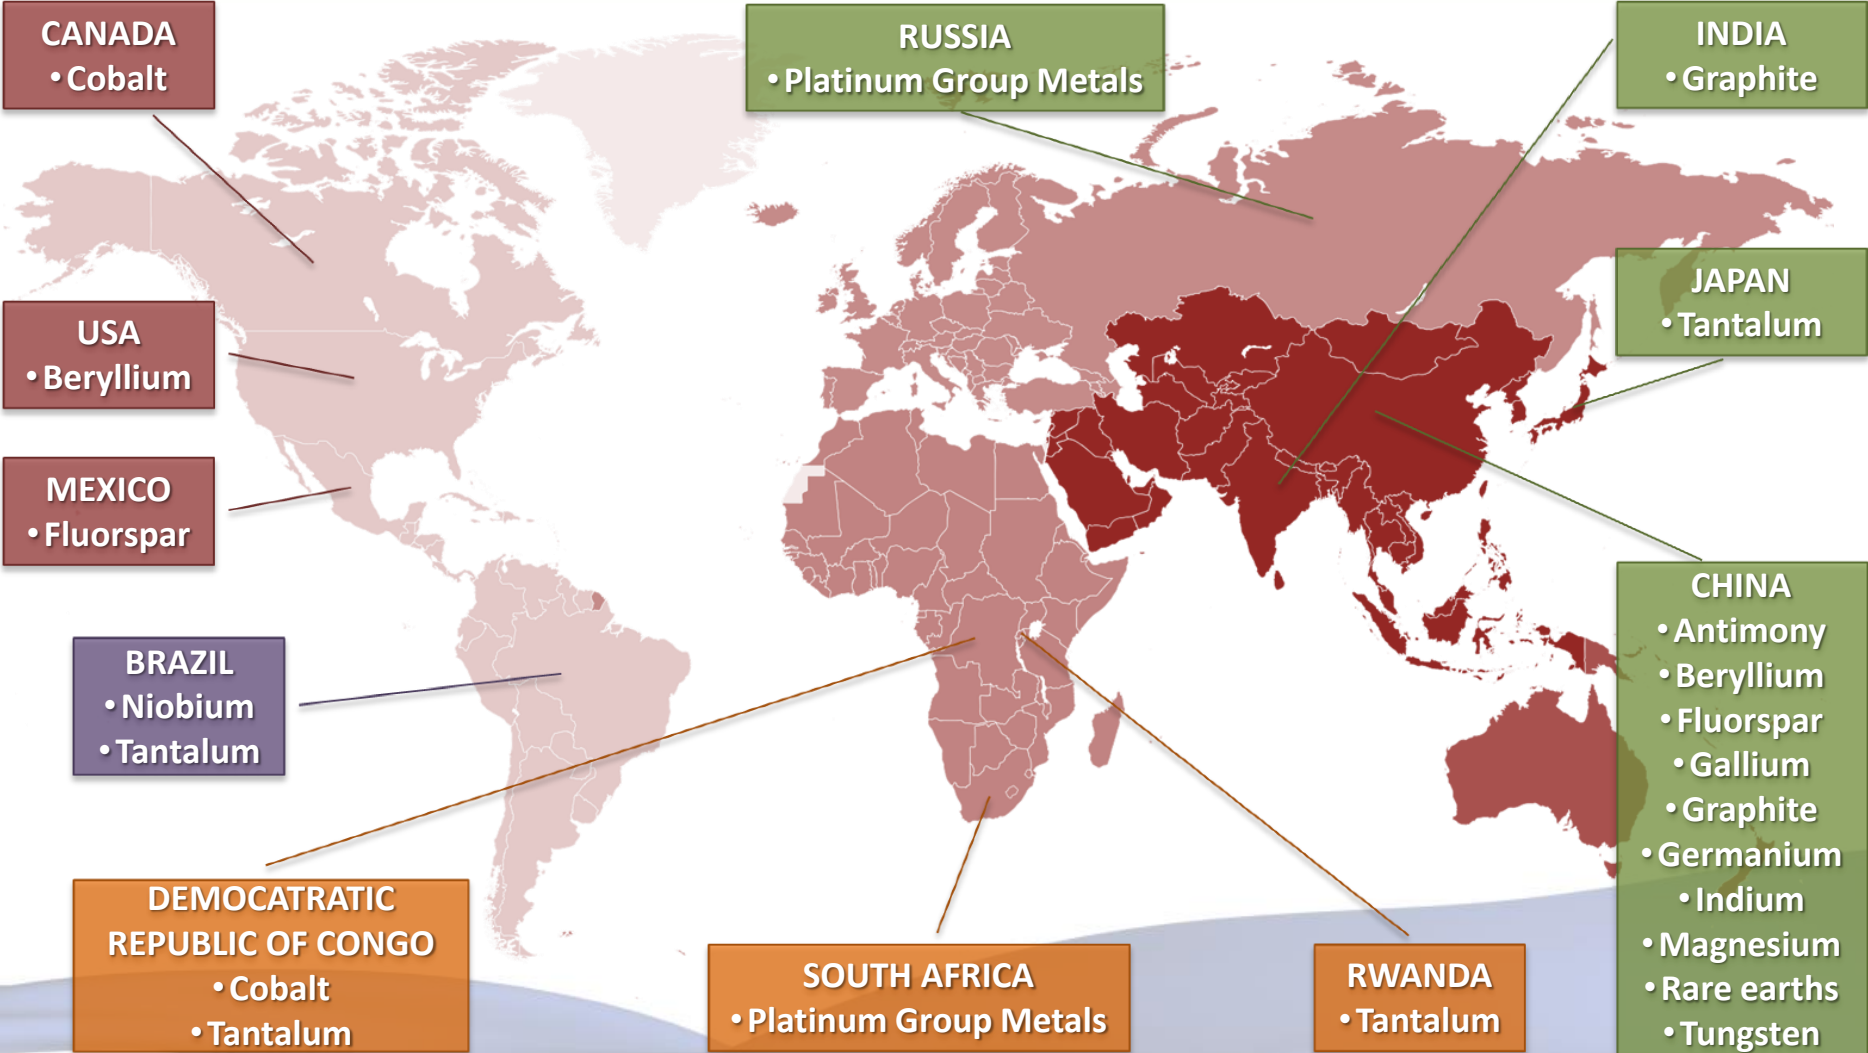 CANADA
• Cobalt
RUSSIA
• Platinum Group Metals
INDIA
• Graphite
USA
• Beryllium
JAPAN
• Tantalum
MEXICO
• Fluorspar
BRAZIL
• Niobium
• Tantalum
CHINA
• Antimony
• Beryllium
• Fluorspar
• Gallium
• Graphite
• Germanium
• Indium
• Magnesium
• Rare earths
• Tungsten
DEMOCATRATIC
REPUBLIC OF CONGO
• Cobalt
• Tantalum
SOUTH AFRICA
• Platinum Group Metals
RWANDA
• Tantalum